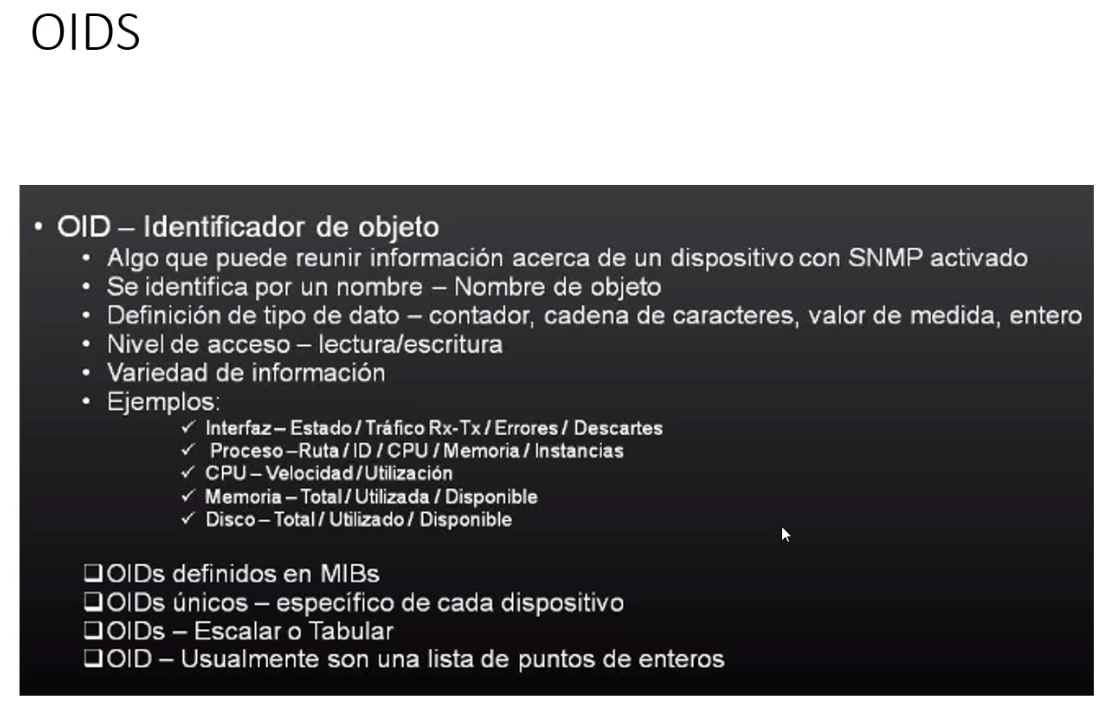 OIDS
• OID – Identificador de objeto
• Algo que puede reunir información acerca de un dispositivo con SNMP activado
• Se identifica por un nombre – Nombre de objeto
• Definición de tipo de dato – contador, cadena de caracteres, valor de medida, entero
• Nivel de acceso – lectura/escritura
• Variedad de información
• Ejemplos:
✓ Interfaz – Estado / Tráfico Rx-Tx / Errores / Descartes
✓ Proceso –Ruta / ID / CPU / Memoria / Instancias
✓ CPU – Velocidad / Utilización
✓ Memoria – Total / Utilizada / Disponible
✓ Disco – Total / Utilizado / Disponible
❑OIDs definidos en MIBs
❑OIDs únicos – específico de cada dispositivo
❑OIDs – Escalar o Tabular
❑OID – Usualmente son una lista de puntos de enteros